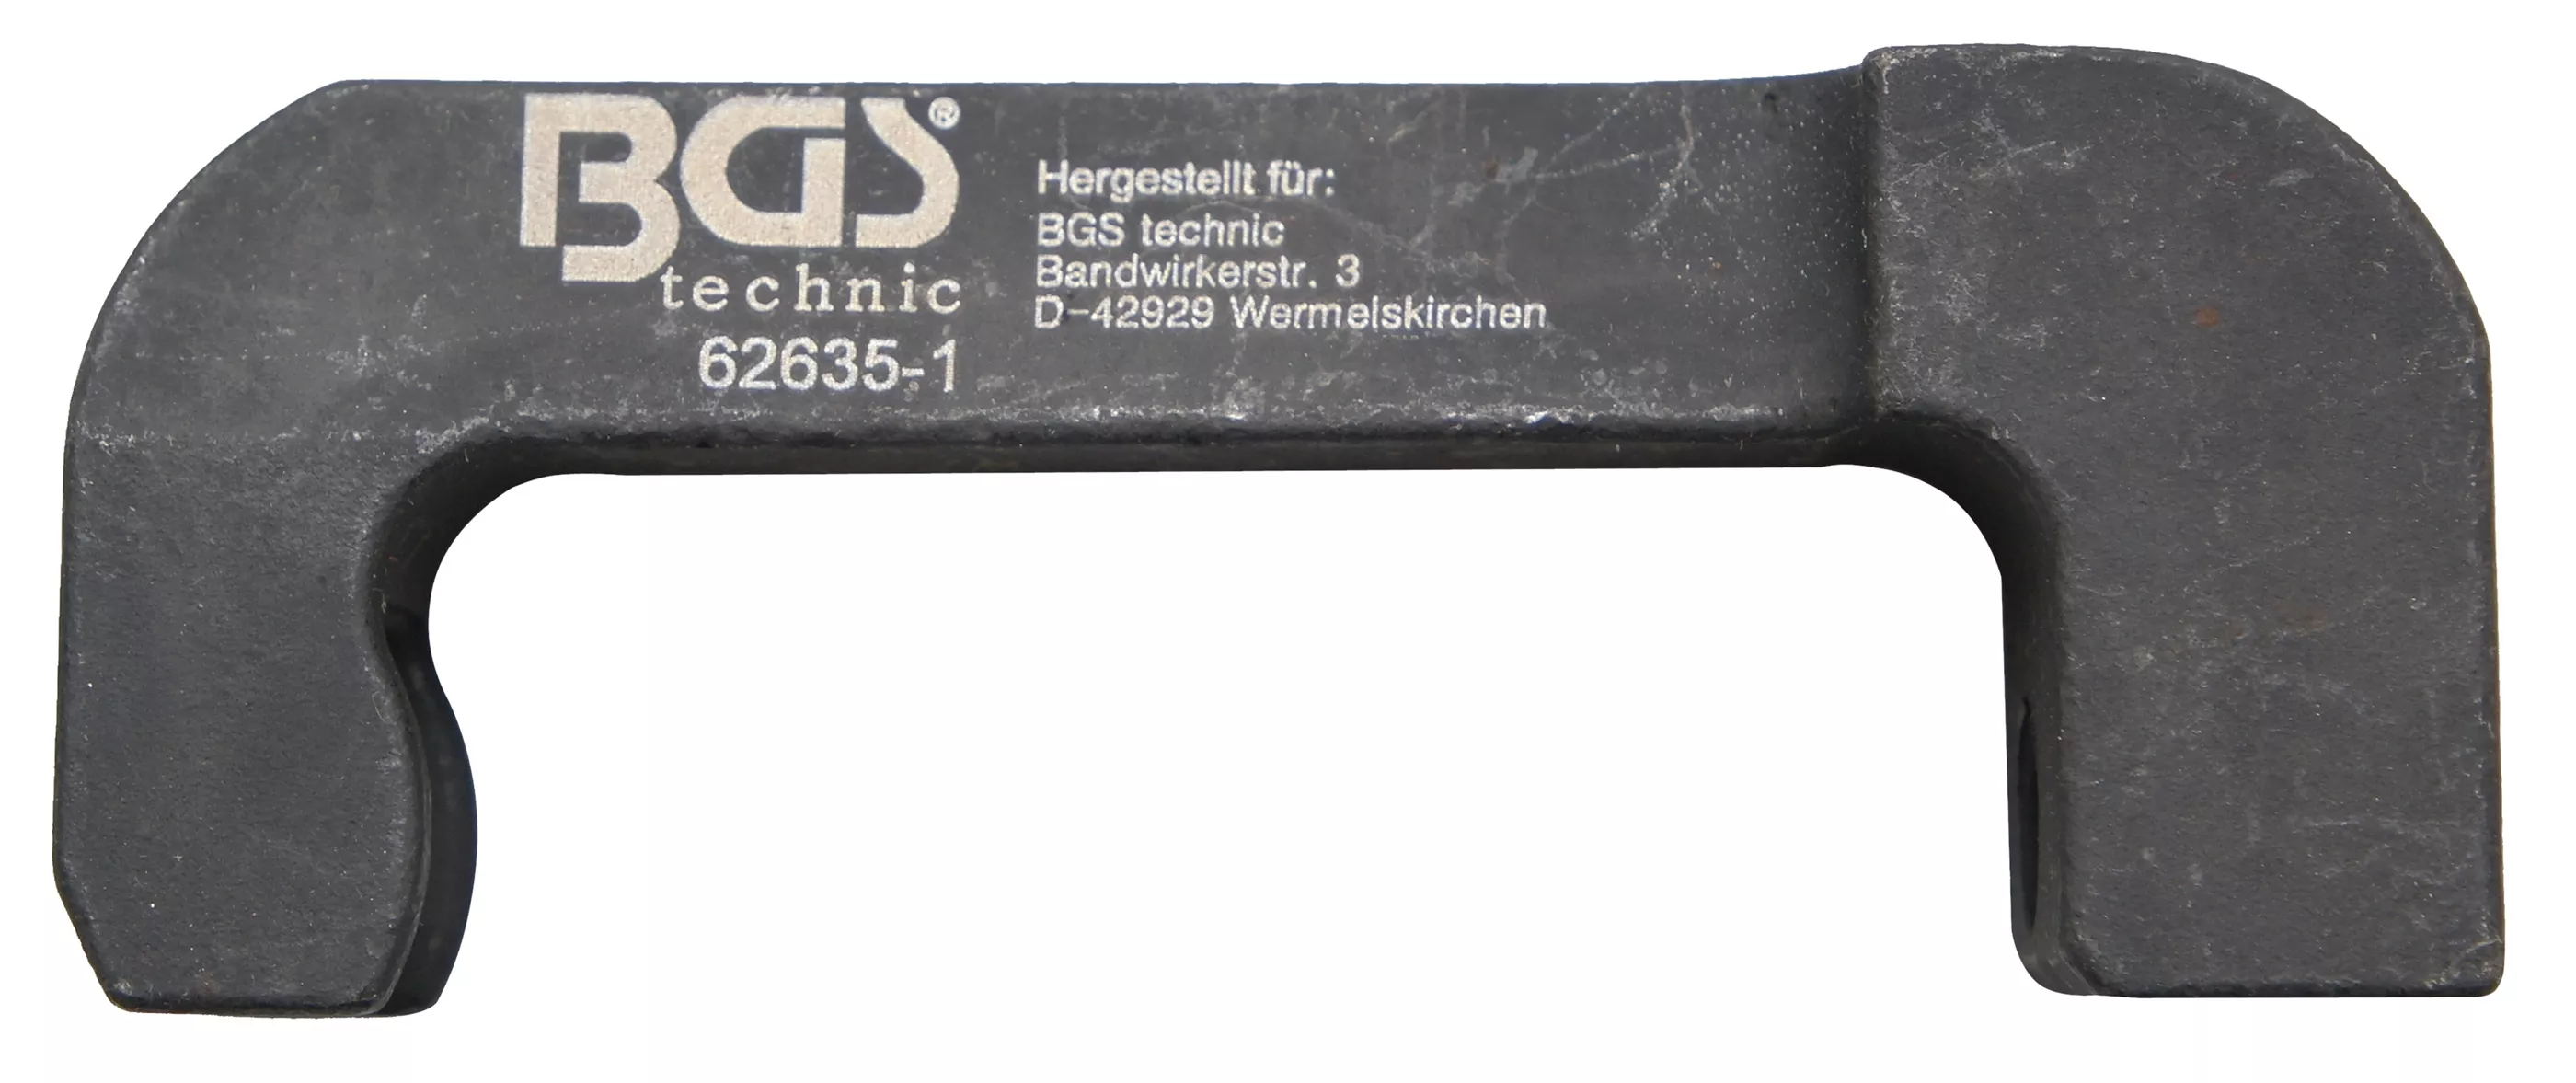 BGS®
technic
62635-1
Hergestellt für:
BGS technic
Bandwirkerstr. 3
D-42929 Wermelskirchen